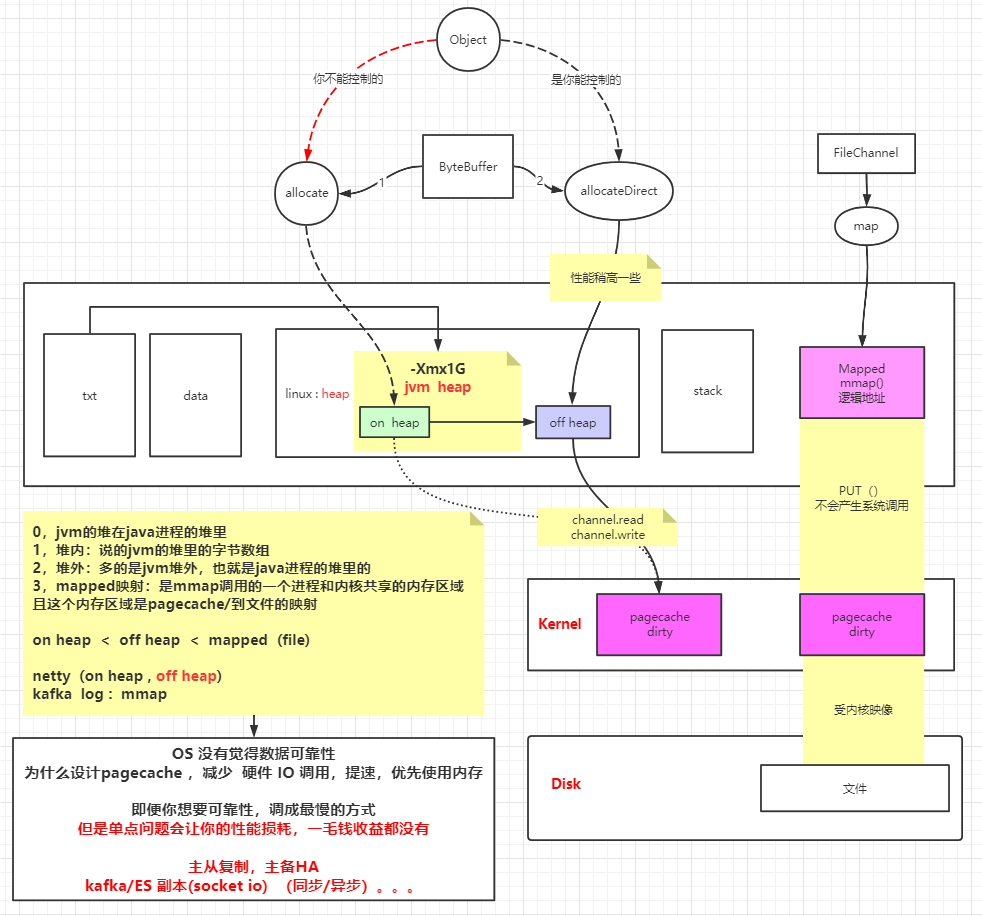 Object
你不能控制的
是你能控制的
ByteBuffer
FileChannel
1
2
allocate
allocateDirect
map
性能稍高一些
txt
data
linux : heap
-Xmx1G
jvm heap
on heap
off heap
stack
Mapped
mmap()
逻辑地址
PUT（）
不会产生系统调用
channel.read
channel.write
0，jvm的堆在java进程的堆里
1，堆内：说的jvm的堆里的字节数组
2，堆外：多的是jvm堆外，也就是java进程的堆里的
3，mapped映射：是mmap调用的一个进程和内核共享的内存区域
且这个内存区域是pagecache/到文件的映射
on heap < off heap < mapped（file）
netty（on heap , off heap）
kafka log： mmap
Kernel
pagecache
dirty
pagecache
dirty
受内核映像
OS 没有觉得数据可靠性
为什么设计pagecache ，减少 硬件 IO 调用，提速，优先使用内存
即便你想要可靠性，调成最慢的方式
但是单点问题会让你的性能损耗，一毛钱收益都没有
主从复制，主备HA
kafka/ES 副本(socket io) （同步/异步）。。。
Disk
文件